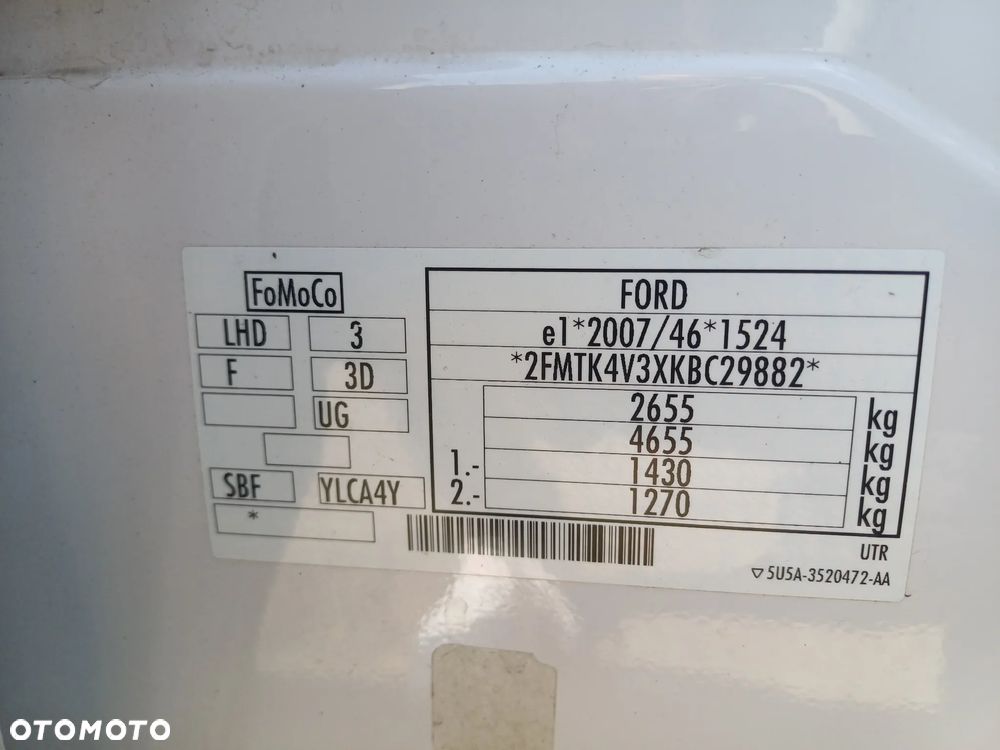 FoMoCo
LHD 3
F 3D
UG
SBF YLCA4Y
*
FORD
e1*2007/46*1524
*2FMTK4V3XKBC29882*
2655 kg
4655 kg
1.- 1430 kg
2.- 1270 kg
UTR
▽5U5A-3520472-AA
OTOMOTO